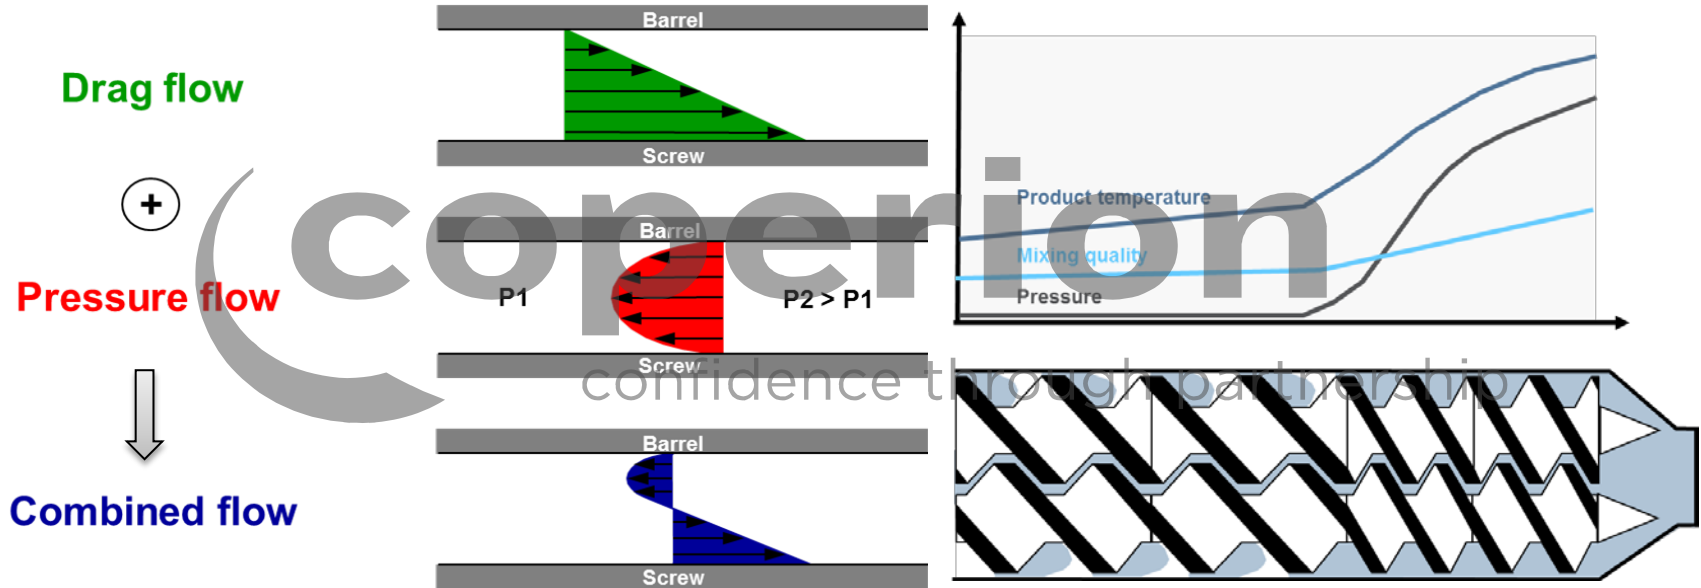 Drag flow
+
Pressure flow
Combined flow
Barrel
Screw
Barrel
P1
P2 > P1
Screw
Barrel
Screw
Product temperature
Mixing quality
Pressure
coperion
confidence through partnership